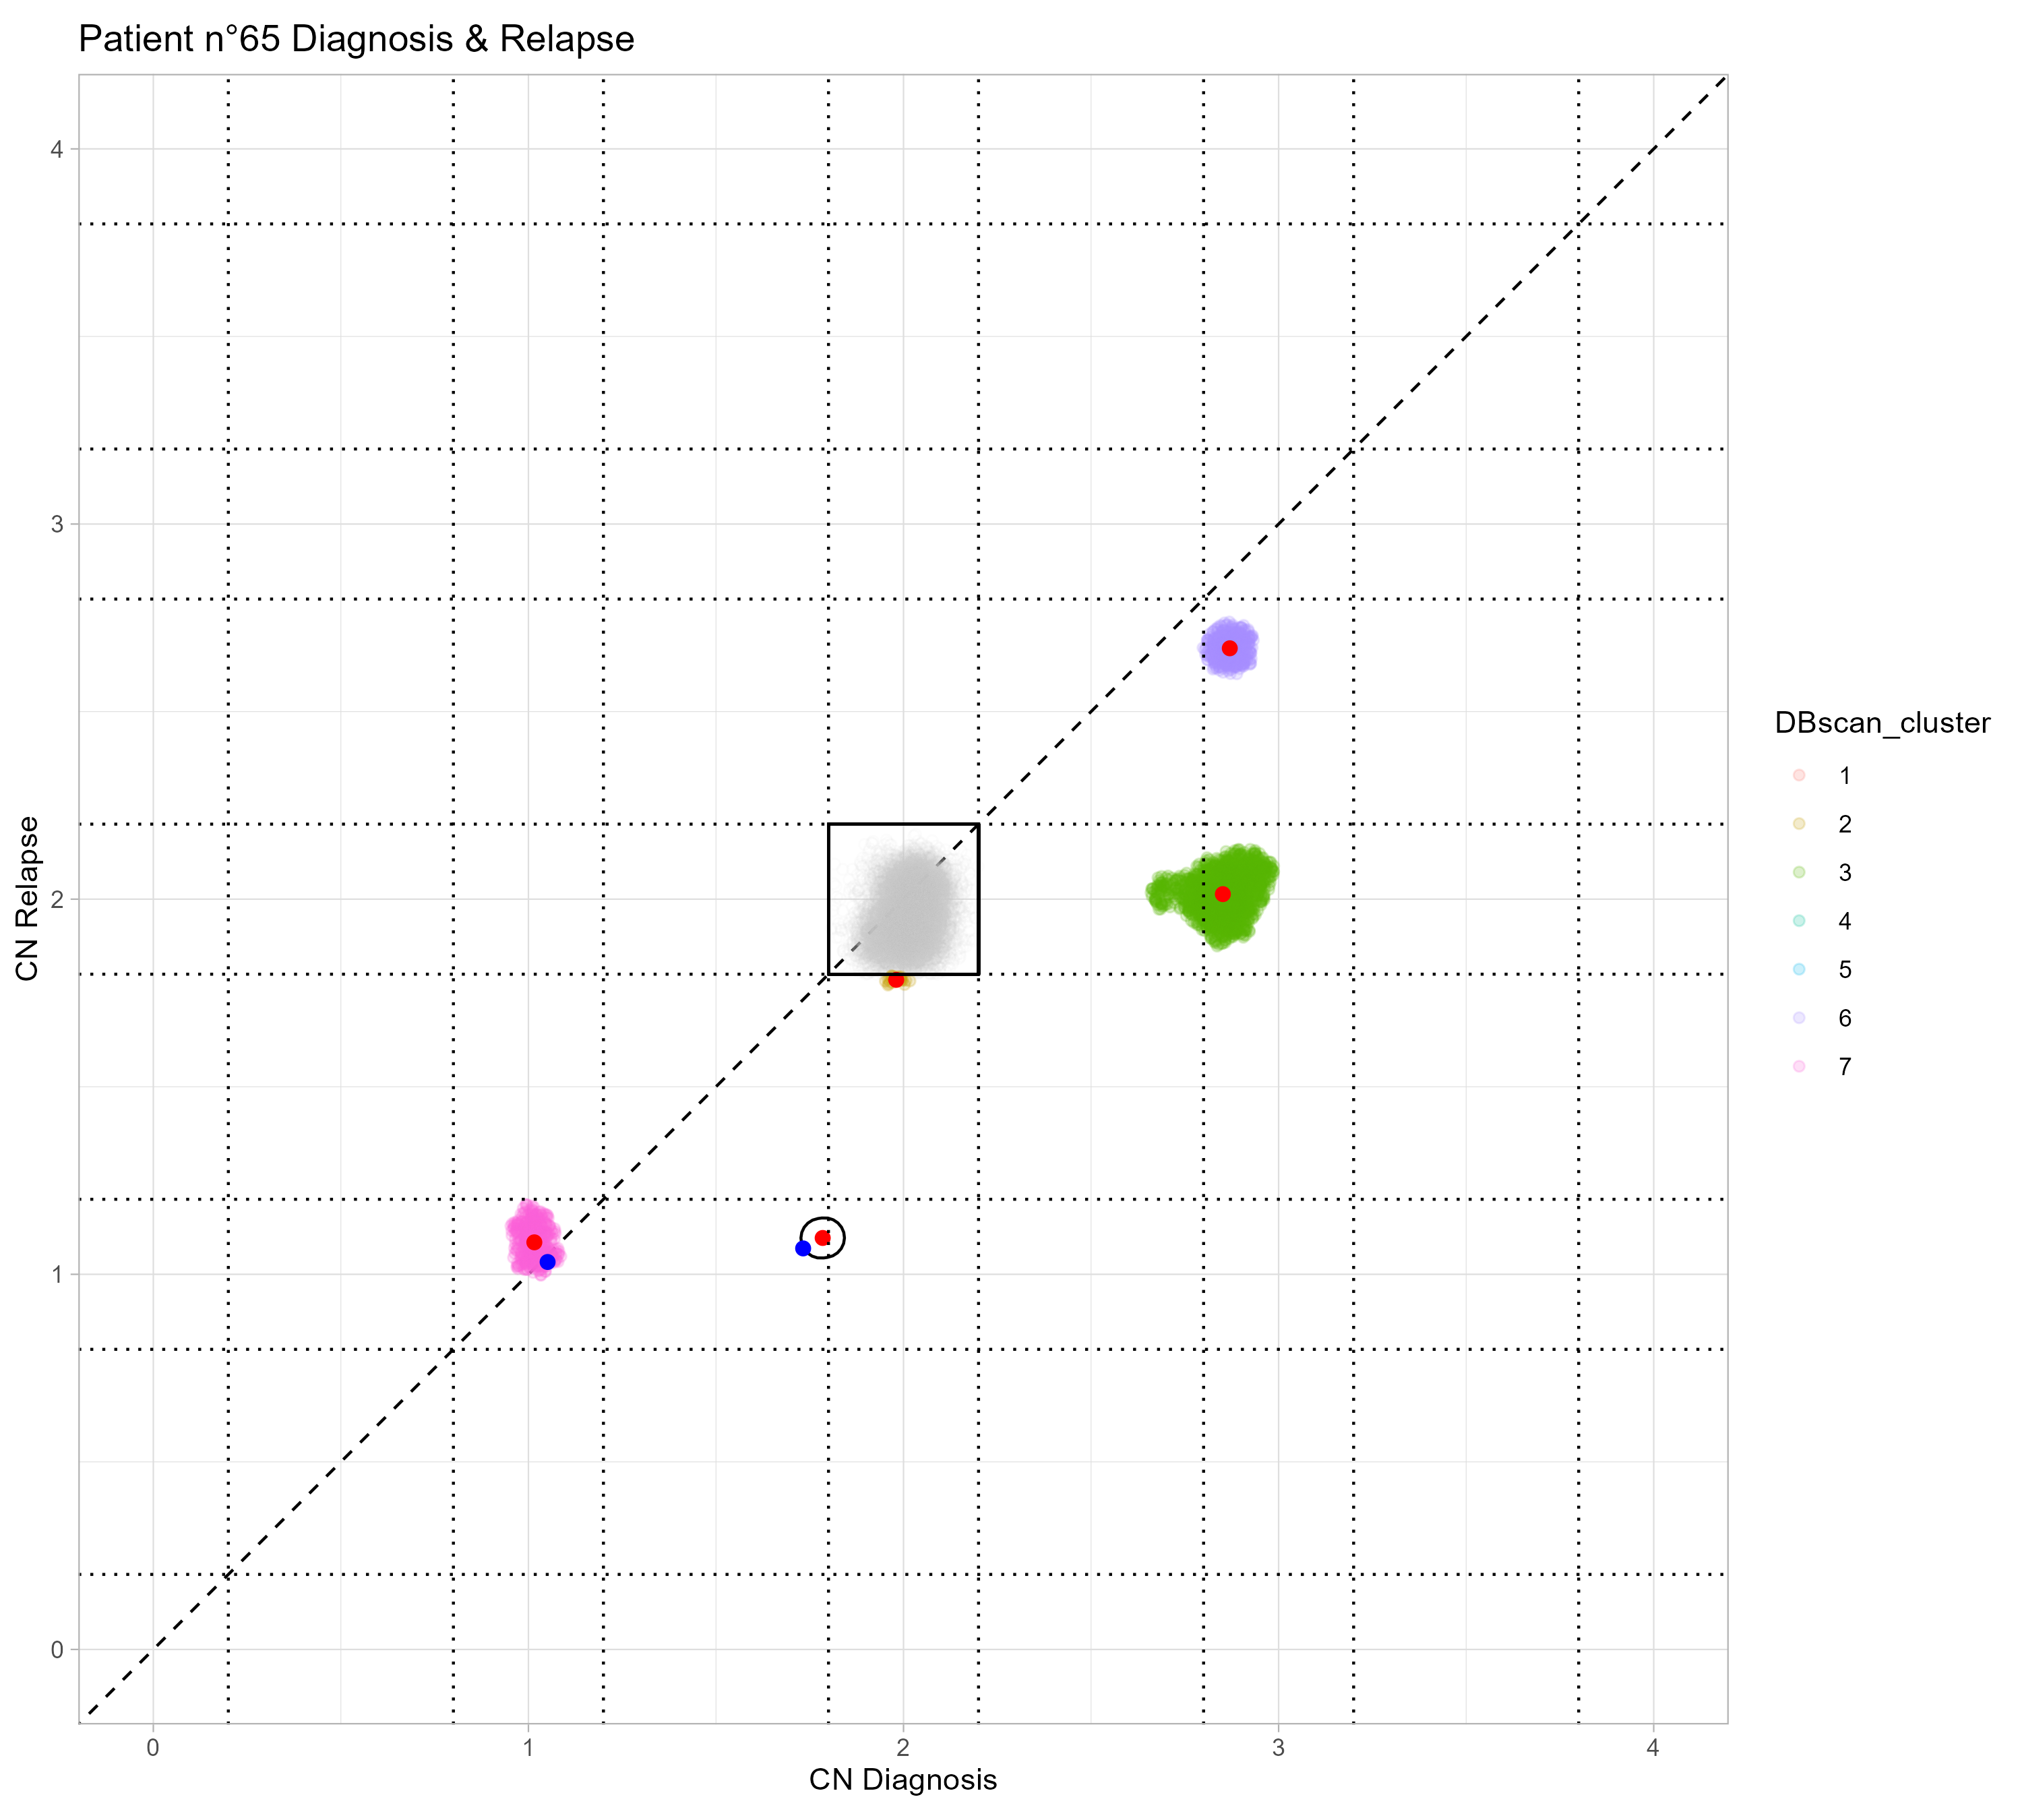 Patient n°65 Diagnosis & Relapse
4
3
2
1
0
CN Relapse
0 1 2 3 4
CN Diagnosis
DBscan_cluster
1
2
3
4
5
6
7